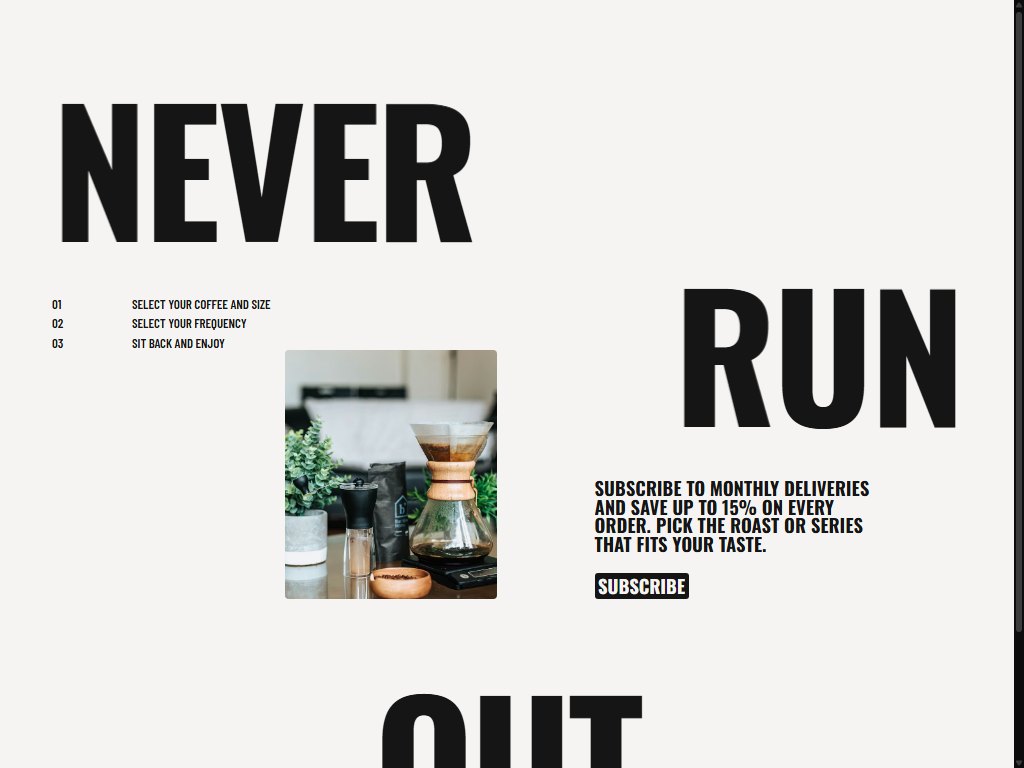 NEVER
01 SELECT YOUR COFFEE AND SIZE
02 SELECT YOUR FREQUENCY
03 SIT BACK AND ENJOY
RUN
SUBSCRIBE TO MONTHLY DELIVERIES
AND SAVE UP TO 15% ON EVERY
ORDER. PICK THE ROAST OR SERIES
THAT FITS YOUR TASTE.
SUBSCRIBE
OUT